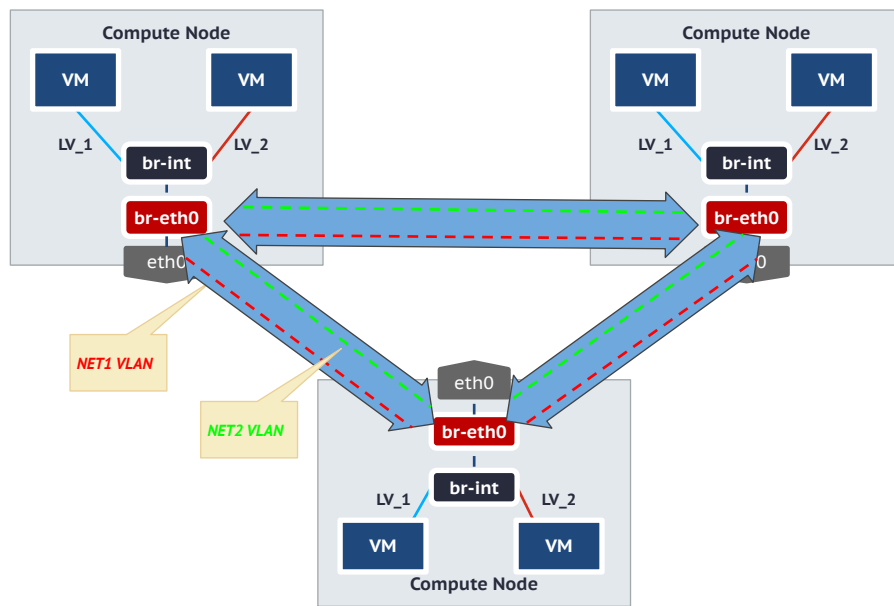 Compute Node
Compute Node
VM
VM
VM
VM
LV_1
LV_2
LV_1
LV_2
br-int
br-int
br-eth0
br-eth0
eth0
0
NET1 VLAN
NET2 VLAN
eth0
br-eth0
br-int
LV_1
LV_2
VM
VM
Compute Node